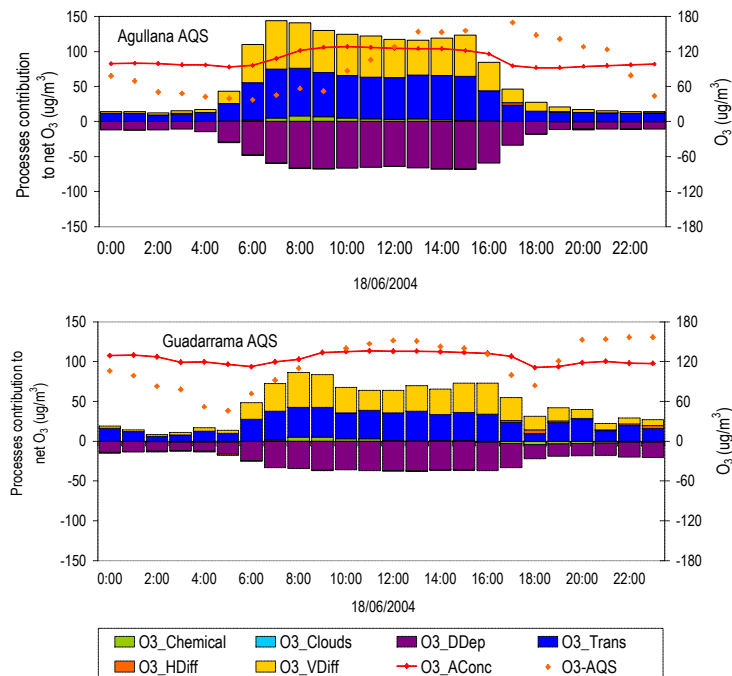 Agullana AQS
Processes contribution
to net O3 (ug/m3)
150
100
50
0
-50
-100
-150
180
120
60
0
-60
-120
-180
O3 (ug/m3)
0:00 2:00 4:00 6:00 8:00 10:00 12:00 14:00 16:00 18:00 20:00 22:00
18/06/2004
Guadarrama AQS
Processes contribution to
net O3 (ug/m3)
150
100
50
0
-50
-100
-150
180
120
60
0
-60
-120
-180
O3 (ug/m3)
0:00 2:00 4:00 6:00 8:00 10:00 12:00 14:00 16:00 18:00 20:00 22:00
18/06/2004
O3_Chemical O3_Clouds O3_DDep O3_Trans
O3_HDiff O3_VDiff O3_AConc O3-AQS